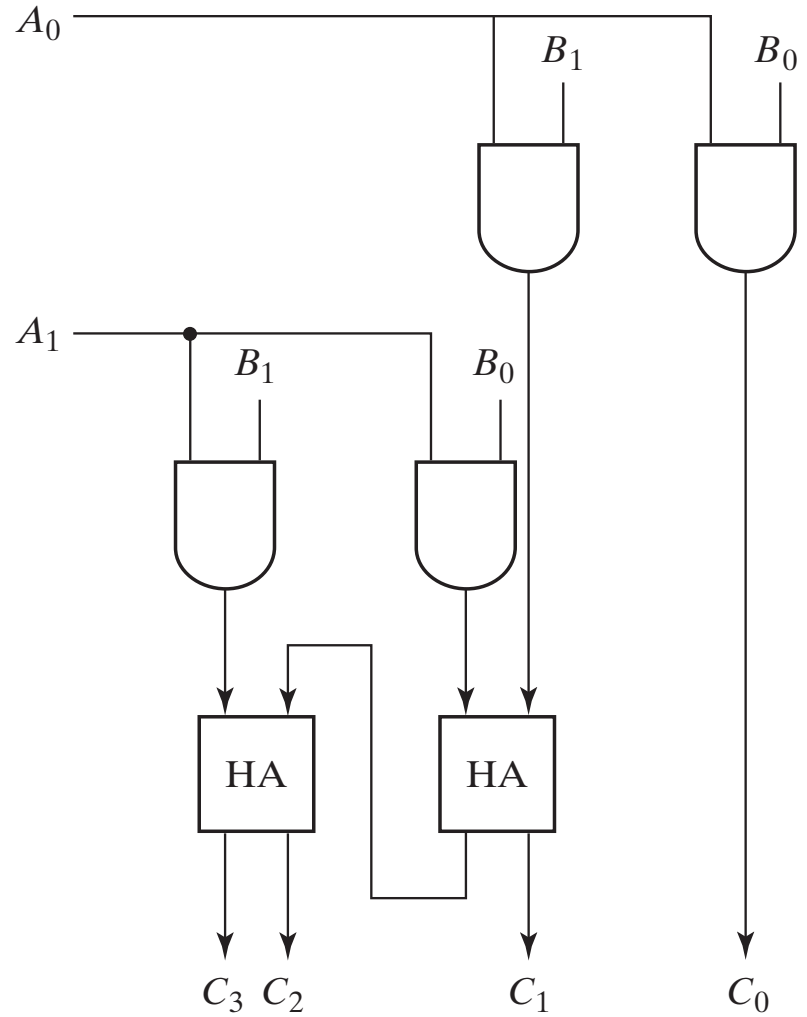 A₀
B₁ B₀
A₁
B₁ B₀
HA HA
C₃ C₂ C₁ C₀